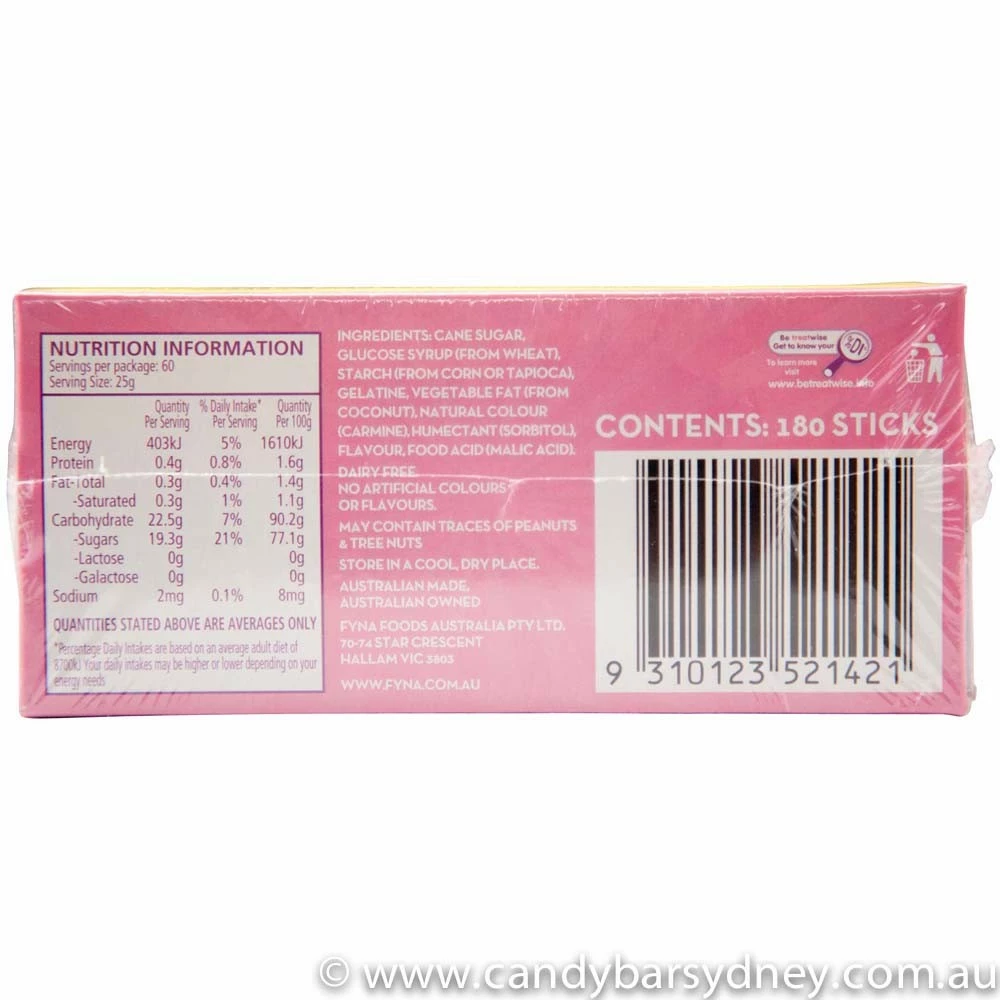 NUTRITION INFORMATION
Servings per package: 60
Serving Size: 25g
Quantity Per Serving % Daily Intake* Per Serving Quantity Per 100g
Energy 403kJ 5% 1610kJ
Protein 0.4g 0.8% 1.6g
Fat-Total 0.3g 0.4% 1.4g
-Saturated 0.3g 1% 1.1g
Carbohydrate 22.5g 7% 90.2g
-Sugars 19.3g 21% 77.1g
-Lactose 0g 0g
-Galactose 0g 0g
Sodium 2mg 0.1% 8mg
QUANTITIES STATED ABOVE ARE AVERAGES ONLY
*Percentage Daily Intakes are based on an average adult diet of
8700kJ Your daily intakes may be higher or lower depending on your
energy needs
INGREDIENTS: CANE SUGAR,
GLUCOSE SYRUP (FROM WHEAT),
STARCH (FROM CORN OR TAPIOCA),
GELATINE, VEGETABLE FAT (FROM
COCONUT), NATURAL COLOUR
(CARMINE), HUMECTANT (SORBITOL),
FLAVOUR, FOOD ACID (MALIC ACID).
DAIRY FREE.
NO ARTIFICIAL COLOURS
OR FLAVOURS.
MAY CONTAIN TRACES OF PEANUTS
& TREE NUTS
STORE IN A COOL, DRY PLACE.
AUSTRALIAN MADE,
AUSTRALIAN OWNED
FYNA FOODS AUSTRALIA PTY LTD.
70-74 STAR CRESCENT
HALLAM VIC 3803
WWW.FYNA.COM.AU
Be treatwise
Get to know your %DI
To learn more
visit
www.betreatwise.info
CONTENTS: 180 STICKS
9 310123 521421
© www.candybarsydney.com.au